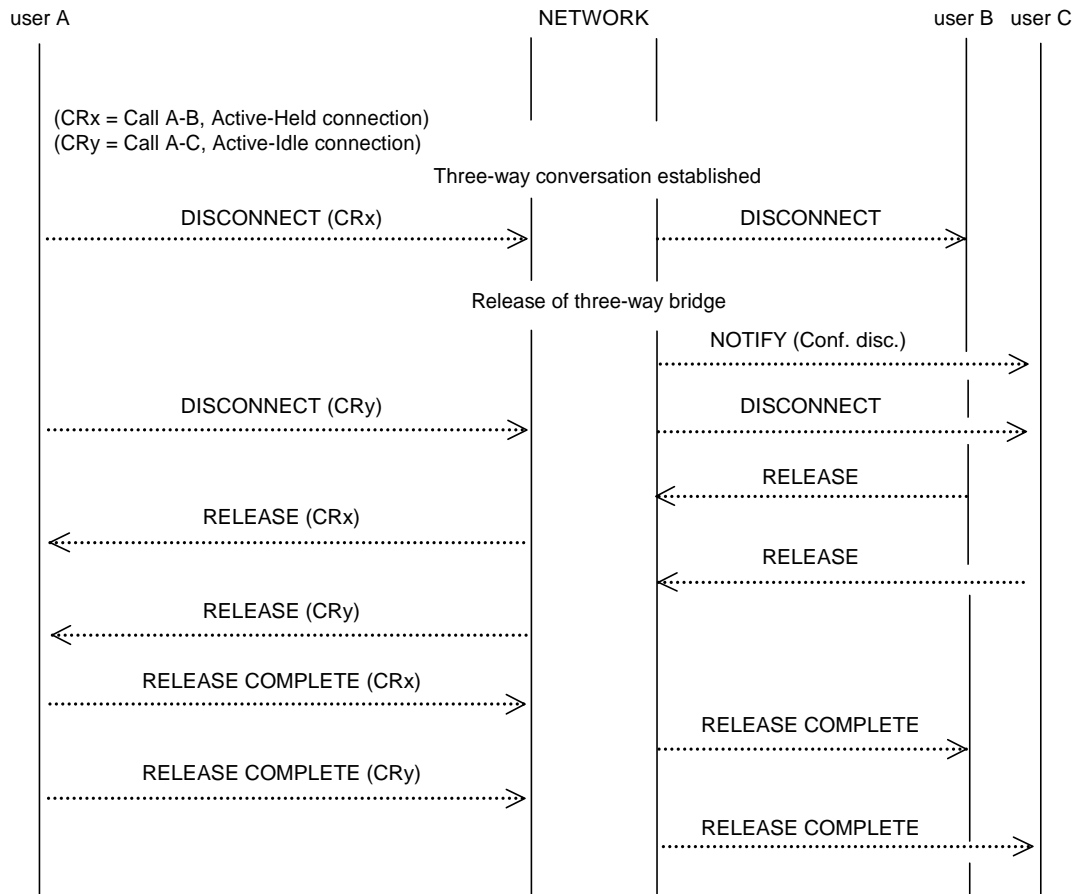 user A NETWORK user B user C
(CRx = Call A-B, Active-Held connection)
(CRy = Call A-C, Active-Idle connection)
Three-way conversation established
DISCONNECT (CRx) DISCONNECT
Release of three-way bridge
NOTIFY (Conf. disc.)
DISCONNECT (CRy) DISCONNECT
RELEASE
RELEASE (CRx)
RELEASE
RELEASE (CRy)
RELEASE COMPLETE (CRx)
RELEASE COMPLETE
RELEASE COMPLETE (CRy)
RELEASE COMPLETE